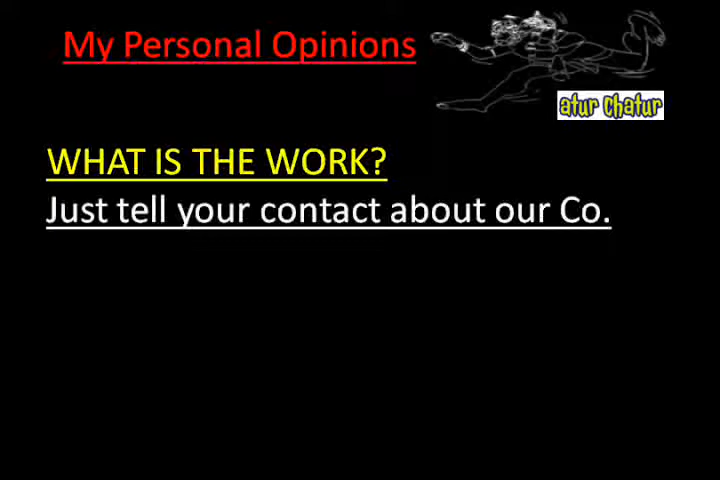 My Personal Opinions
atur Chatur
WHAT IS THE WORK?
Just tell your contact about our Co.